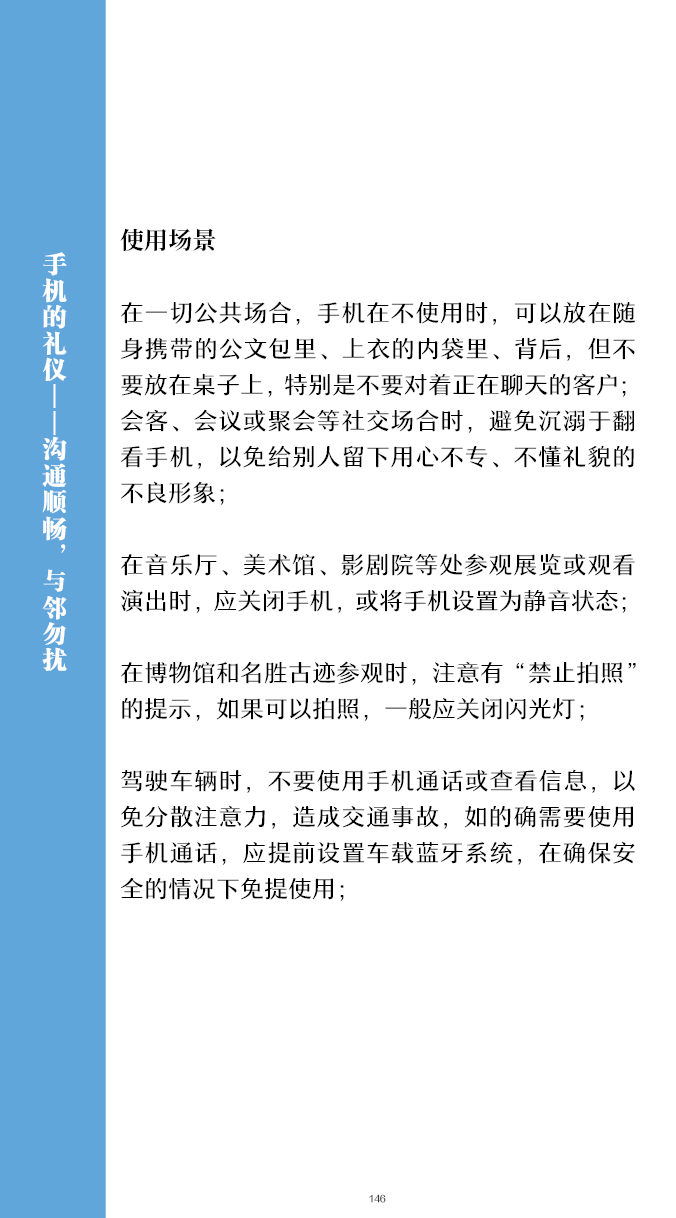 手机的礼仪——沟通顺畅，与邻勿扰
使用场景
在一切公共场合，手机在不使用时，可以放在随
身携带的公文包里、上衣的内袋里、背后，但不
要放在桌子上，特别是不要对着正在聊天的客户；
会客、会议或聚会等社交场合时，避免沉溺于翻
看手机，以免给别人留下用心不专、不懂礼貌的
不良形象；
在音乐厅、美术馆、影剧院等处参观展览或观看
演出时，应关闭手机，或将手机设置为静音状态；
在博物馆和名胜古迹参观时，注意有“禁止拍照”
的提示，如果可以拍照，一般应关闭闪光灯；
驾驶车辆时，不要使用手机通话或查看信息，以
免分散注意力，造成交通事故，如的确需要使用
手机通话，应提前设置车载蓝牙系统，在确保安
全的情况下免提使用；
146